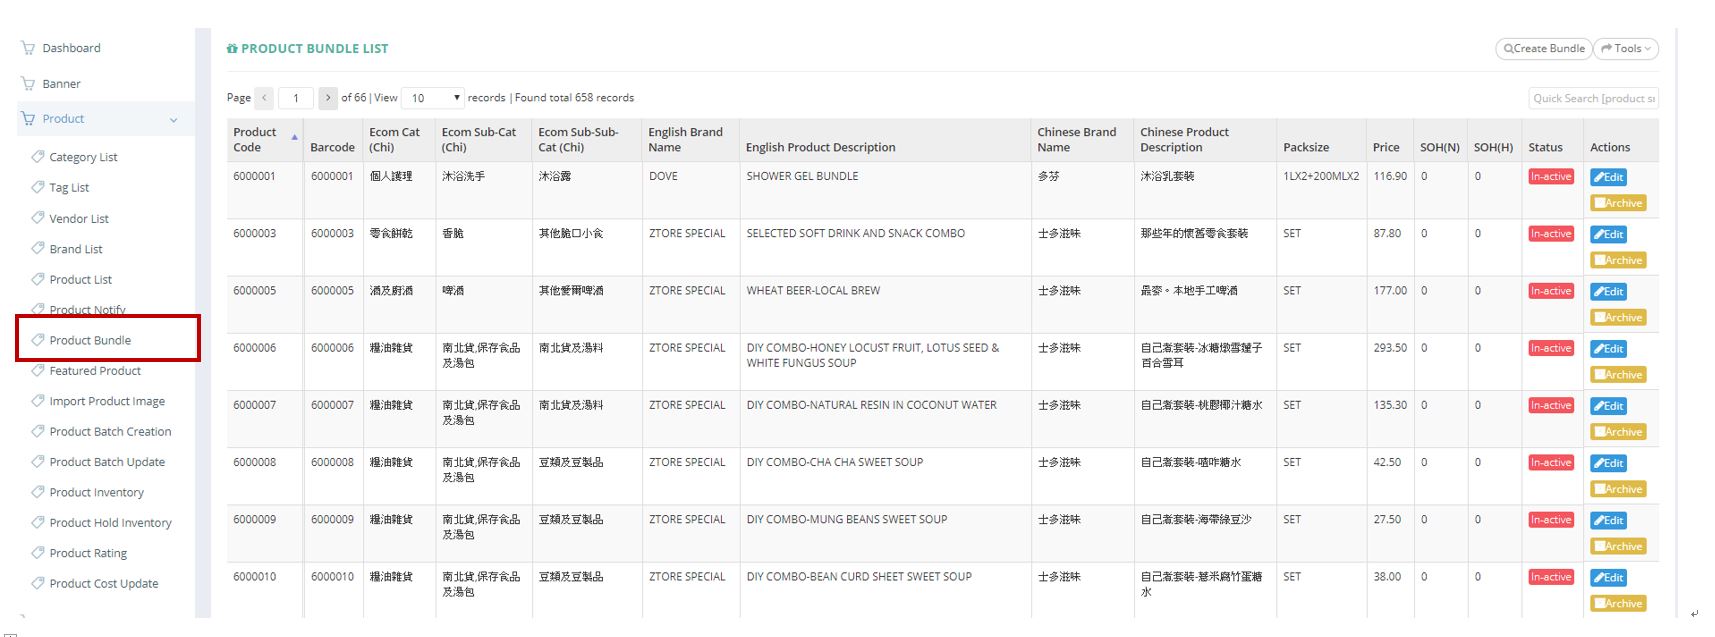 Dashboard
Banner
Product
Category List
Tag List
Vendor List
Brand List
Product List
Product Notify
Product Bundle
Featured Product
Import Product Image
Product Batch Creation
Product Batch Update
Product Inventory
Product Hold Inventory
Product Rating
Product Cost Update
PRODUCT BUNDLE LIST
Create Bundle Tools
Page 1 of 66 | View 10 records | Found total 658 records
Quick Search [product s
Product Code Barcode Ecom Cat (Chi) Ecom Sub-Cat (Chi) Ecom Sub-Sub-Cat (Chi) English Brand Name English Product Description Chinese Brand Name Chinese Product Description Packsize Price SOH(N) SOH(H) Status Actions
6000001 6000001 個人護理 沐浴洗手 沐浴露 DOVE SHOWER GEL BUNDLE 多芬 沐浴乳套裝 1LX2+200MLX2 116.90 0 0 In-active Edit
Archive
6000003 6000003 零食餅乾 香脆 其他脆口小食 ZTORE SPECIAL SELECTED SOFT DRINK AND SNACK COMBO 士多滋味 那些年的懷舊零食套裝 SET 87.80 0 0 In-active Edit
Archive
6000005 6000005 酒及廚酒 啤酒 其他愛爾啤酒 ZTORE SPECIAL WHEAT BEER-LOCAL BREW 士多滋味 最麥。本地手工啤酒 SET 177.00 0 0 In-active Edit
Archive
6000006 6000006 糧油雜貨 南北貨,保存食品 南北貨及湯料 ZTORE SPECIAL DIY COMBO-HONEY LOCUST FRUIT, LOTUS SEED & 士多滋味 自己煮套裝-冰糖燉雪蓮子 SET 293.50 0 0 In-active Edit
及湯包 WHITE FUNGUS SOUP 百合雪耳 Archive
6000007 6000007 糧油雜貨 南北貨,保存食品 南北貨及湯料 ZTORE SPECIAL DIY COMBO-NATURAL RESIN IN COCONUT WATER 士多滋味 自己煮套裝-桃膠椰汁糖水 SET 135.30 0 0 In-active Edit
及湯包 Archive
6000008 6000008 糧油雜貨 南北貨,保存食品 豆類及豆製品 ZTORE SPECIAL DIY COMBO-CHA CHA SWEET SOUP 士多滋味 自己煮套裝-喳咋糖水 SET 42.50 0 0 In-active Edit
及湯包 Archive
6000009 6000009 糧油雜貨 南北貨,保存食品 豆類及豆製品 ZTORE SPECIAL DIY COMBO-MUNG BEANS SWEET SOUP 士多滋味 自己煮套裝-海帶綠豆沙 SET 27.50 0 0 In-active Edit
及湯包 Archive
6000010 6000010 糧油雜貨 南北貨,保存食品 豆類及豆製品 ZTORE SPECIAL DIY COMBO-BEAN CURD SHEET SWEET SOUP 士多滋味 自己煮套裝-薏米腐竹蛋糖 SET 38.00 0 0 In-active Edit
及湯包 水 Archive